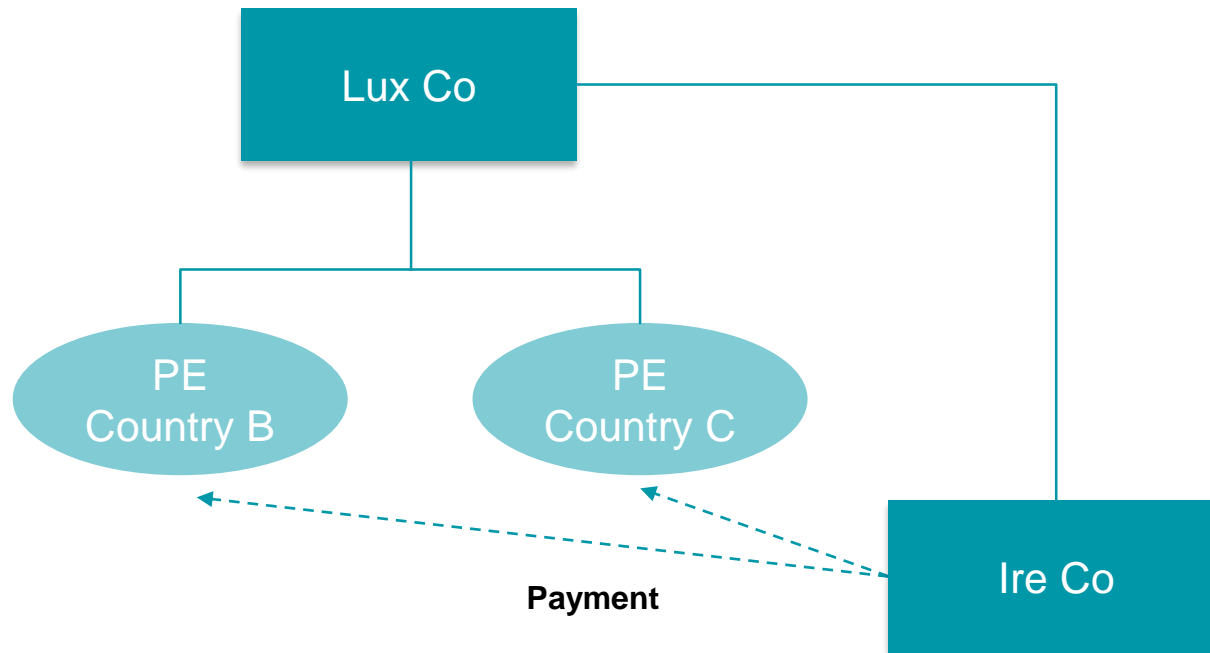 Lux Co
PE
Country B
PE
Country C
Payment
Ire Co